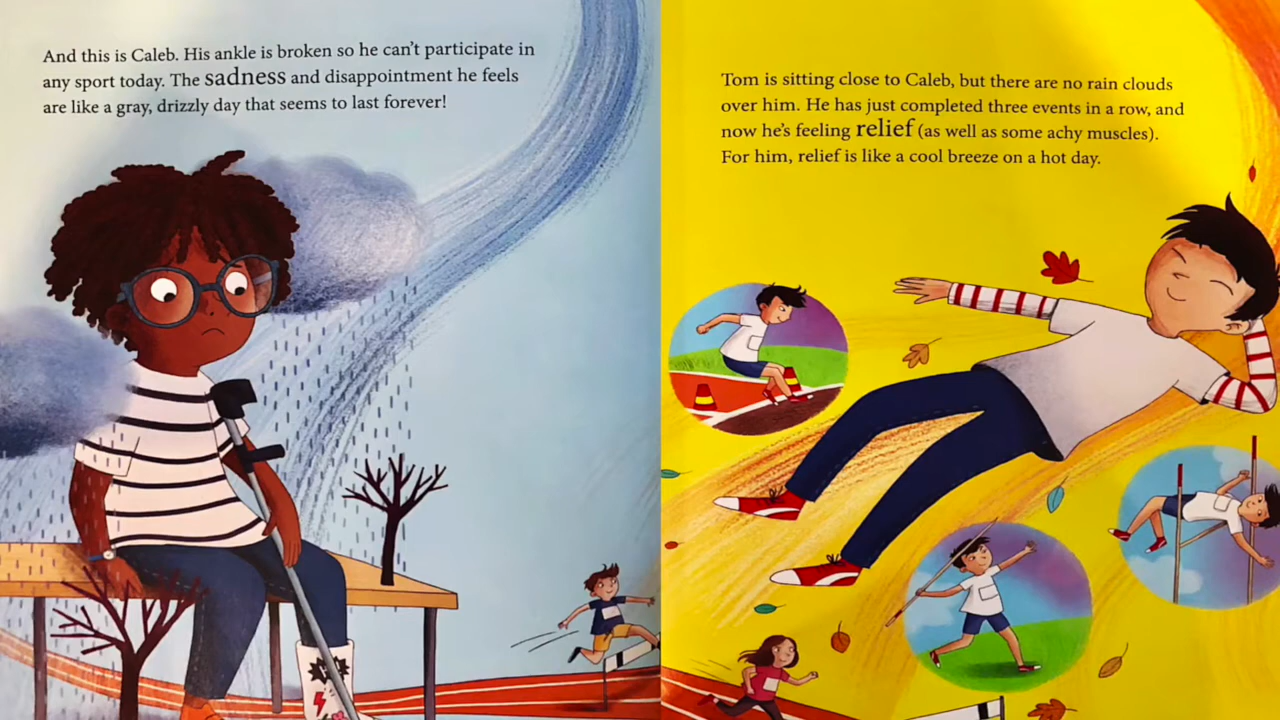 And this is Caleb. His ankle is broken so he can't participate in
any sport today. The sadness and disappointment he feels
are like a gray, drizzly day that seems to last forever!
Tom is sitting close to Caleb, but there are no rain clouds
over him. He has just completed three events in a row, and
now he's feeling relief (as well as some achy muscles).
For him, relief is like a cool breeze on a hot day.